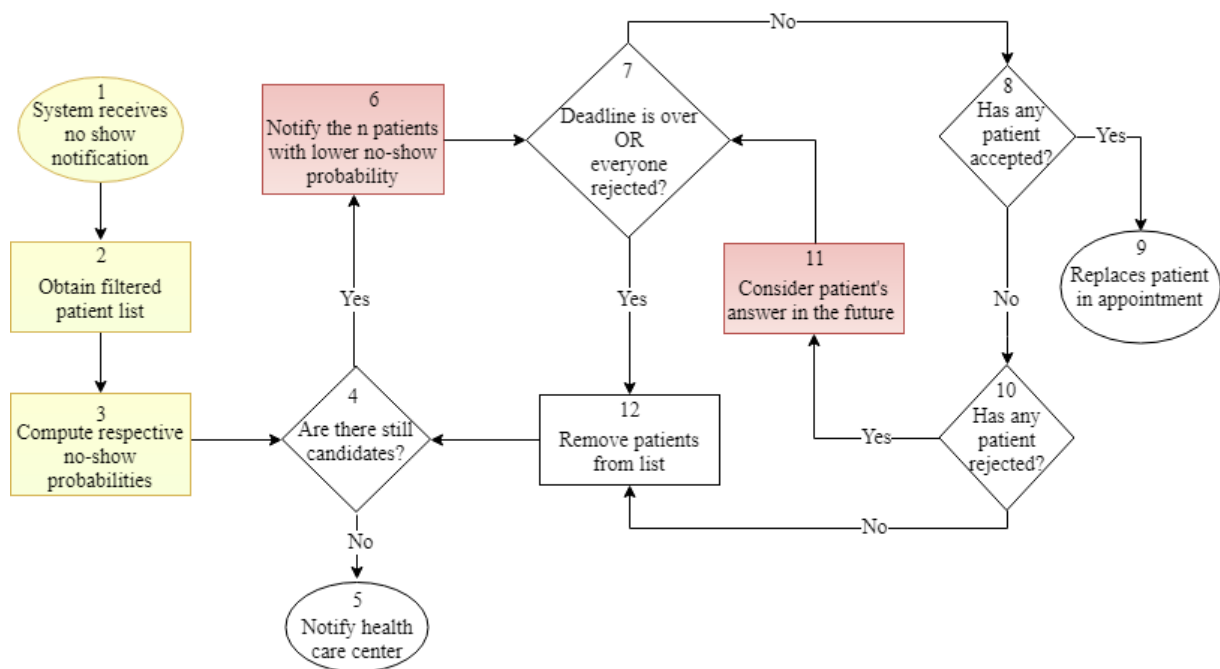 1
System receives
no show
notification
2
Obtain filtered
patient list
3
Compute respective
no-show
probabilities
4
Are there still
candidates?
Yes
No
5
Notify health
care center
6
Notify the n patients
with lower no-show
probability
7
Deadline is over
OR
everyone
rejected?
No
Yes
8
Has any
patient
accepted?
Yes
No
9
Replaces patient
in appointment
10
Has any
patient
rejected?
Yes
No
11
Consider patient's
answer in the future
12
Remove patients
from list